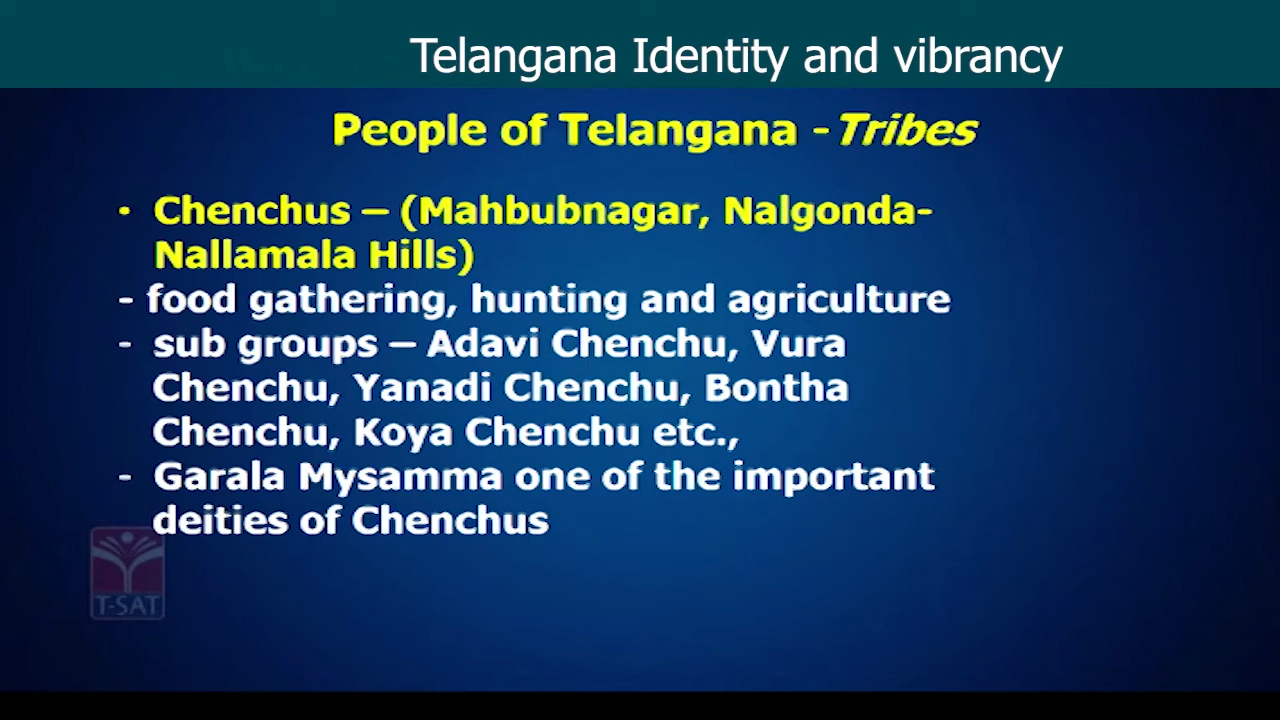 Telangana Identity and vibrancy
People of Telangana - Tribes
• Chenchus – (Mahbubnagar, Nalgonda-
Nallamala Hills)
- food gathering, hunting and agriculture
- sub groups – Adavi Chenchu, Vura
Chenchu, Yanadi Chenchu, Bontha
Chenchu, Koya Chenchu etc.,
- Garala Mysamma one of the important
deities of Chenchus
T-SAT